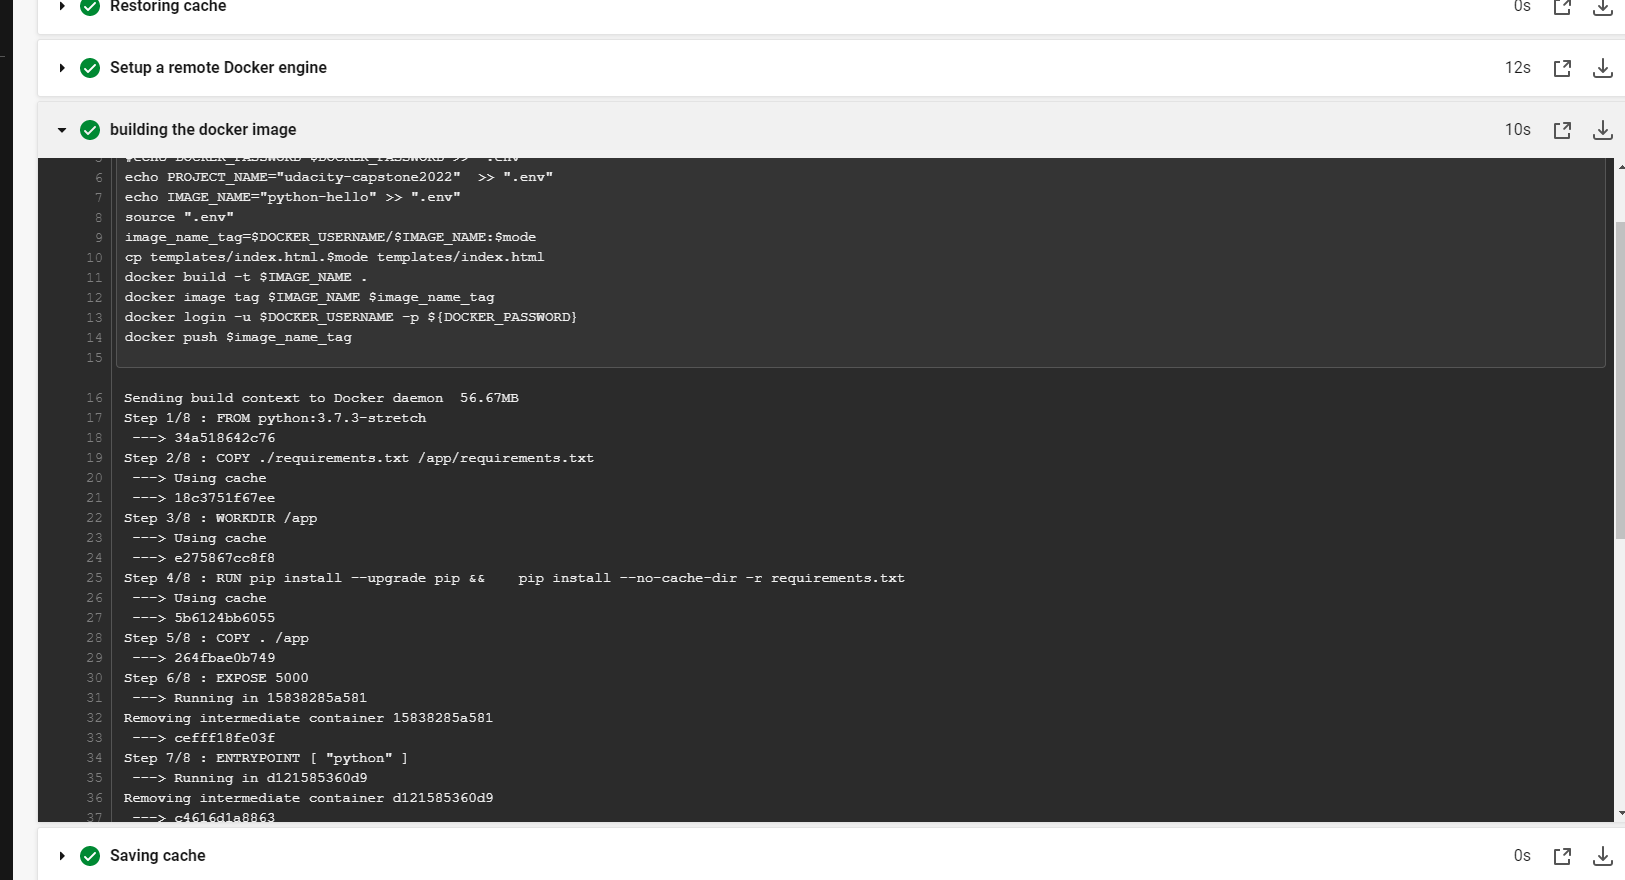 Restoring cache 0s
Setup a remote Docker engine 12s
building the docker image 10s
5 #echo DOCKER_PASSWORD=$DOCKER_PASSWORD >> ".env"
6 echo PROJECT_NAME="udacity-capstone2022"  >> ".env"
7 echo IMAGE_NAME="python-hello" >> ".env"
8 source ".env"
9 image_name_tag=$DOCKER_USERNAME/$IMAGE_NAME:$mode
10 cp templates/index.html.$mode templates/index.html
11 docker build -t $IMAGE_NAME .
12 docker image tag $IMAGE_NAME $image_name_tag
13 docker login -u $DOCKER_USERNAME -p ${DOCKER_PASSWORD}
14 docker push $image_name_tag
15
16 Sending build context to Docker daemon  56.67MB
17 Step 1/8 : FROM python:3.7.3-stretch
18  ---> 34a518642c76
19 Step 2/8 : COPY ./requirements.txt /app/requirements.txt
20  ---> Using cache
21  ---> 18c3751f67ee
22 Step 3/8 : WORKDIR /app
23  ---> Using cache
24  ---> e275867cc8f8
25 Step 4/8 : RUN pip install --upgrade pip &&    pip install --no-cache-dir -r requirements.txt
26  ---> Using cache
27  ---> 5b6124bb6055
28 Step 5/8 : COPY . /app
29  ---> 264fbae0b749
30 Step 6/8 : EXPOSE 5000
31  ---> Running in 15838285a581
32 Removing intermediate container 15838285a581
33  ---> cefff18fe03f
34 Step 7/8 : ENTRYPOINT [ "python" ]
35  ---> Running in d121585360d9
36 Removing intermediate container d121585360d9
37  ---> c4616d1a8863
Saving cache 0s